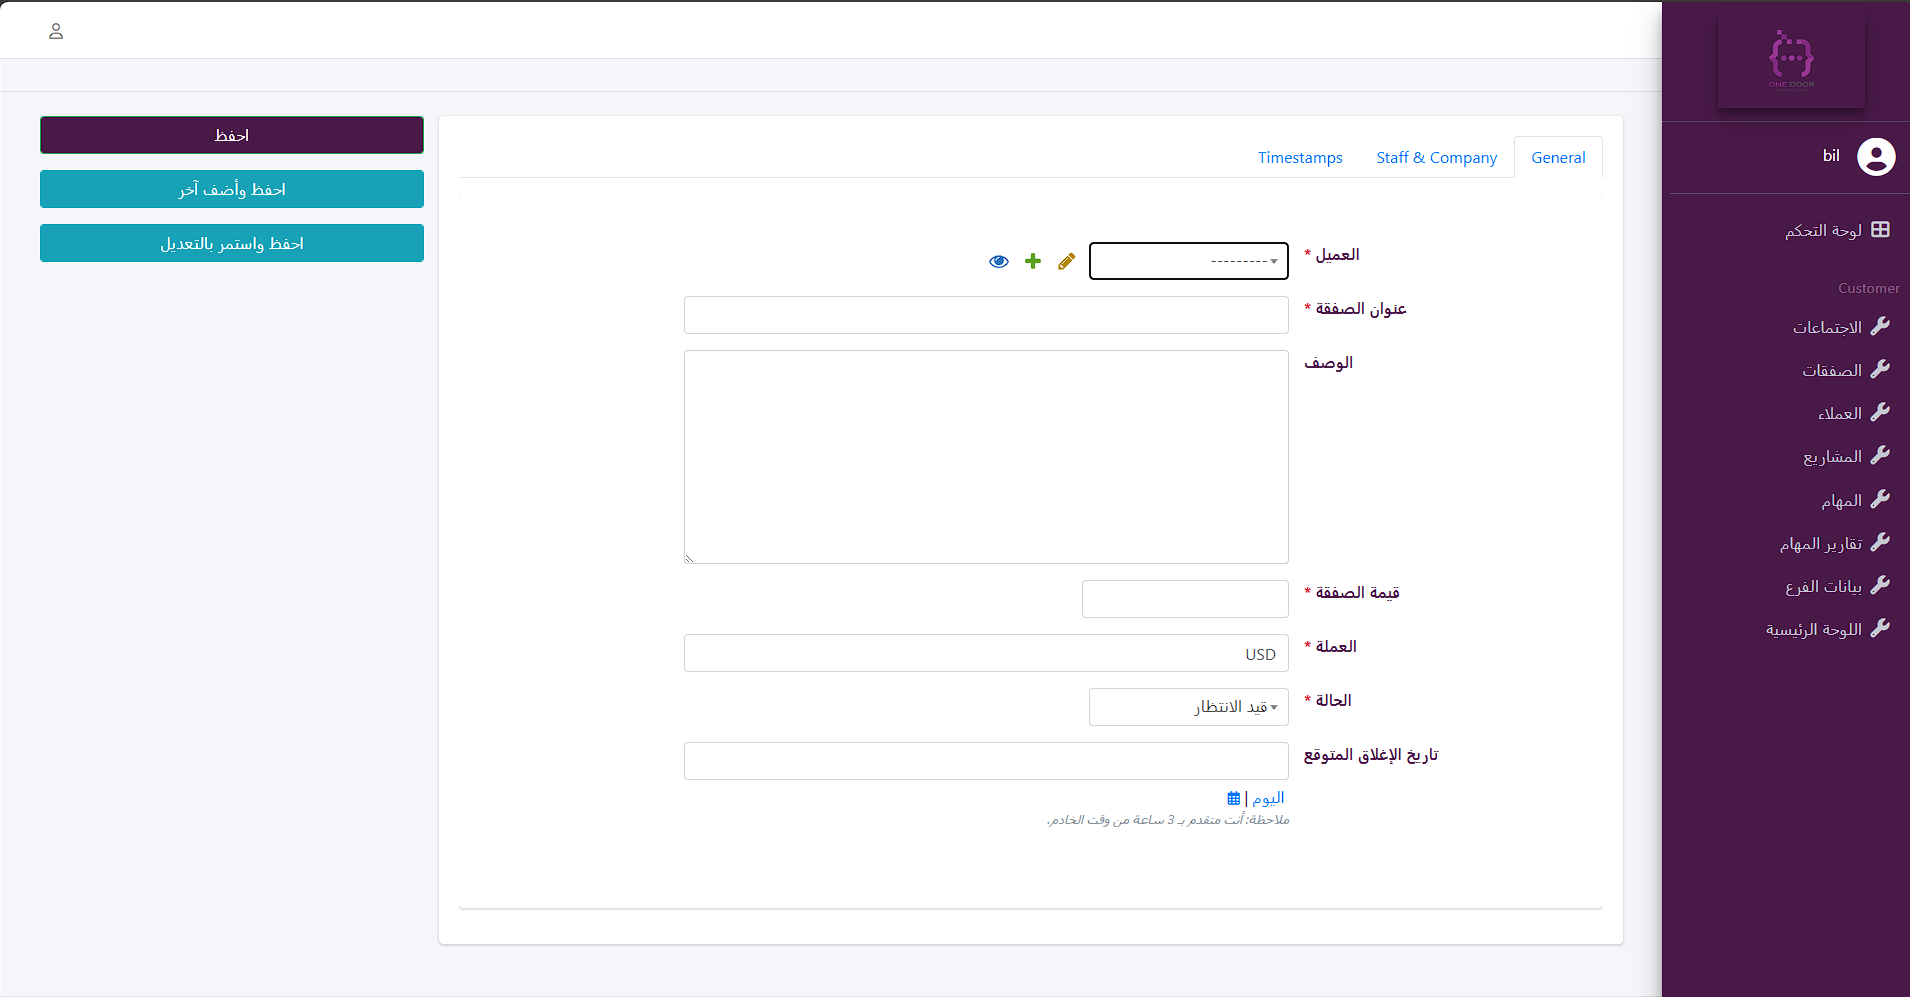 ONE DOOR
bil
لوحة التحكم
Customer
الاجتماعات
الصفقات
العملاء
المشاريع
المهام
تقارير المهام
بيانات الفرع
اللوحة الرئيسية
General
Staff & Company
Timestamps
العميل *
---------
عنوان الصفقة *
الوصف
قيمة الصفقة *
العملة *
USD
الحالة *
قيد الانتظار
تاريخ الإغلاق المتوقع
اليوم |
ملاحظة: أنت متقدم بـ 3 ساعة من وقت الخادم.
احفظ
احفظ وأضف آخر
احفظ واستمر بالتعديل